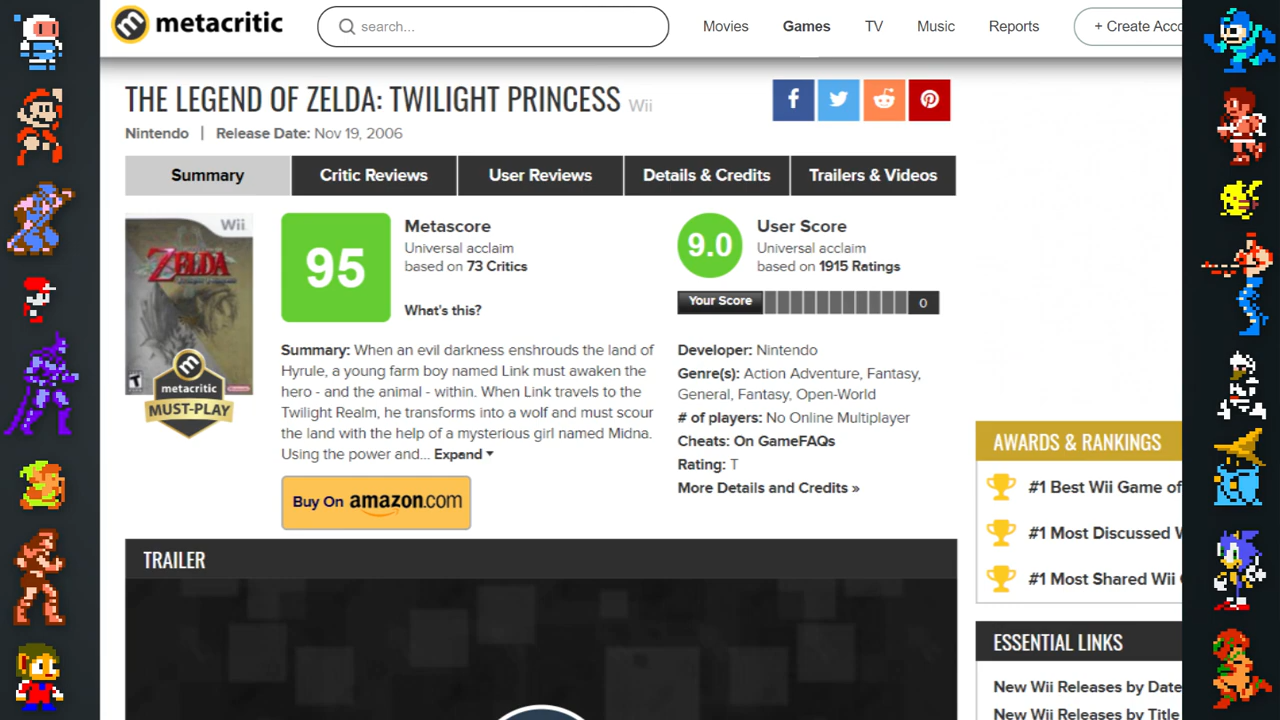 metacritic
search...
Movies
Games
TV
Music
Reports
+ Create Acco
THE LEGEND OF ZELDA: TWILIGHT PRINCESS Wii
Nintendo | Release Date: Nov 19, 2006
Summary
Critic Reviews
User Reviews
Details & Credits
Trailers & Videos
Wii
ZELDA
T
metacritic
MUST-PLAY
95
Metascore
Universal acclaim
based on 73 Critics
What's this?
9.0
User Score
Universal acclaim
based on 1915 Ratings
Your Score
0
Summary: When an evil darkness enshrouds the land of
Hyrule, a young farm boy named Link must awaken the
hero - and the animal - within. When Link travels to the
Twilight Realm, he transforms into a wolf and must scour
the land with the help of a mysterious girl named Midna.
Using the power and... Expand
Buy On amazon.com
Developer: Nintendo
Genre(s): Action Adventure, Fantasy,
General, Fantasy, Open-World
# of players: No Online Multiplayer
Cheats: On GameFAQs
Rating: T
More Details and Credits »
AWARDS & RANKINGS
#1 Best Wii Game of
#1 Most Discussed W
#1 Most Shared Wii
TRAILER
ESSENTIAL LINKS
New Wii Releases by Date
New Wii Releases by Title